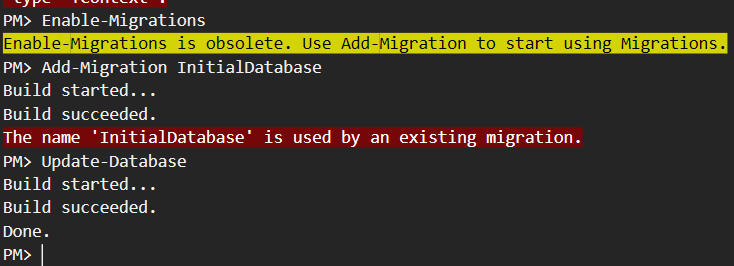 PM> Enable-Migrations
Enable-Migrations is obsolete. Use Add-Migration to start using Migrations.
PM> Add-Migration InitialDatabase
Build started...
Build succeeded.
The name 'InitialDatabase' is used by an existing migration.
PM> Update-Database
Build started...
Build succeeded.
Done.
PM>